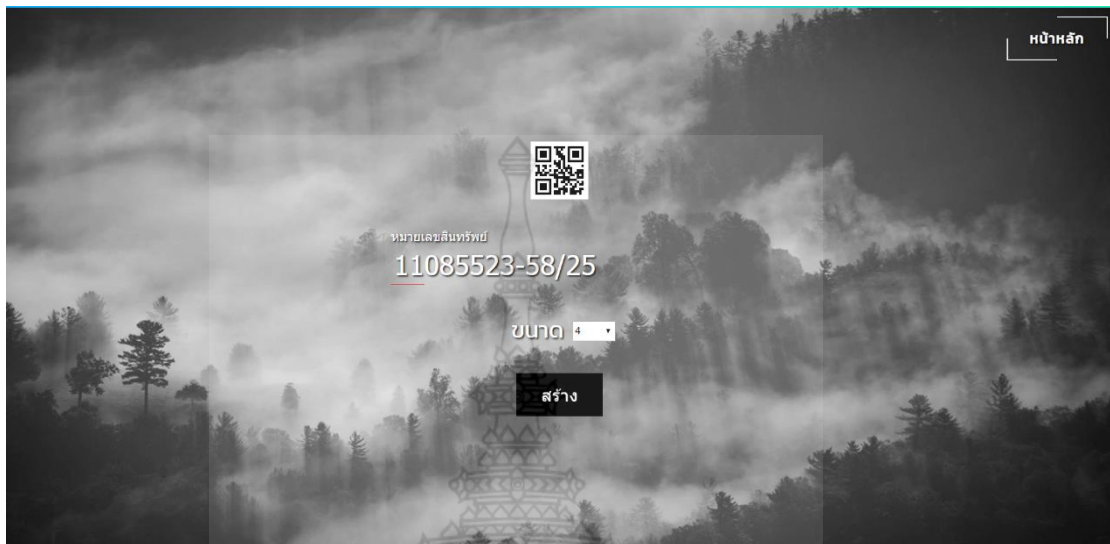 หน้าหลัก
หมายเลขสินทรัพย์
11085523-58/25
ขนาด 4
สร้าง